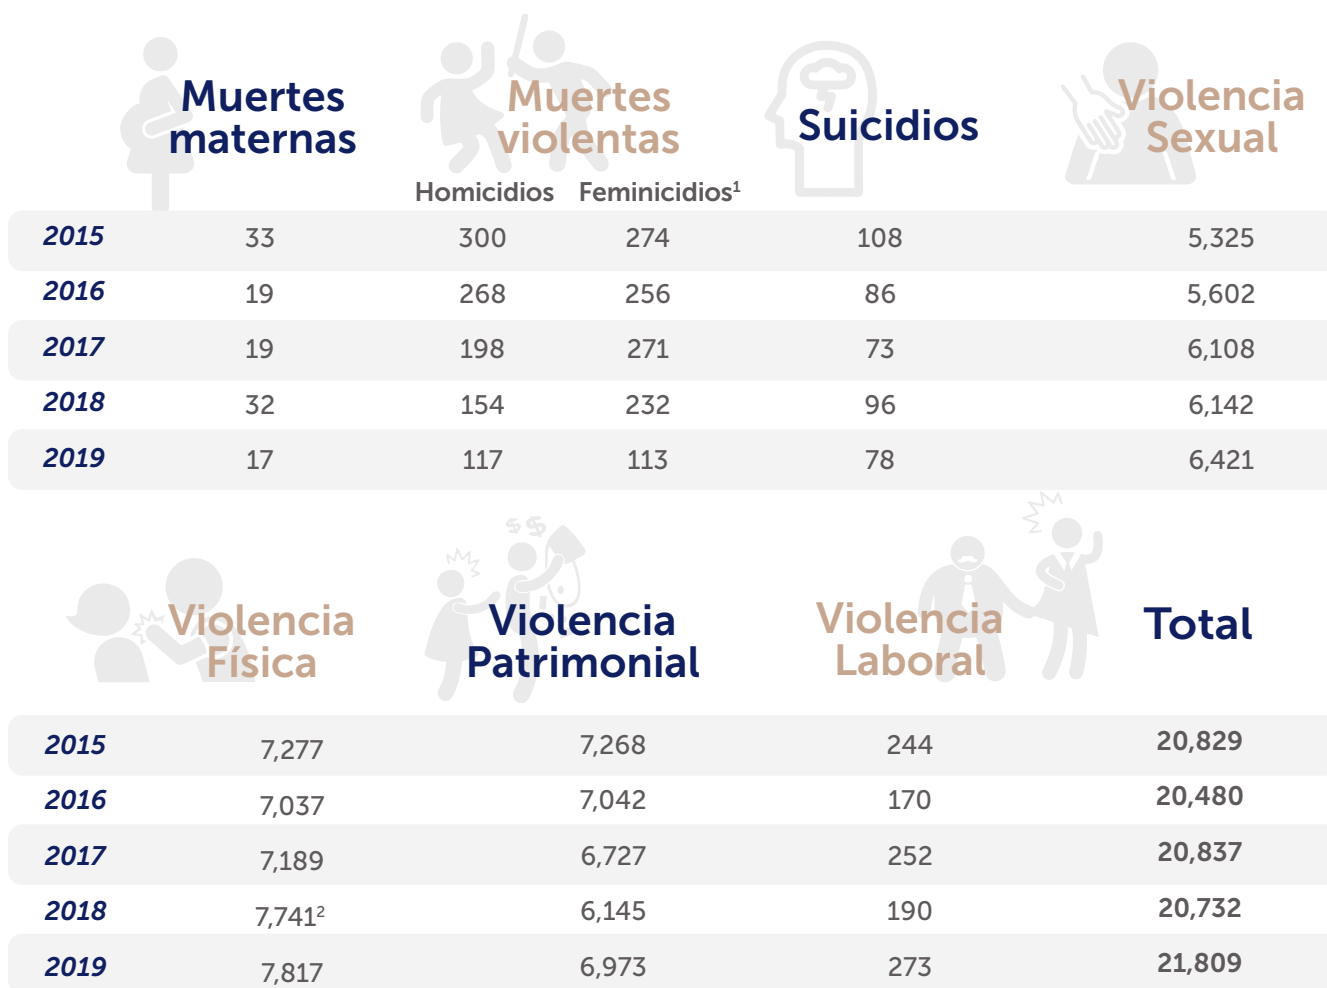 Muertes
maternas
Muertes
violentas
Suicidios
Violencia
Sexual
Homicidios Feminicidios¹
2015 33 300 274 108 5,325
2016 19 268 256 86 5,602
2017 19 198 271 73 6,108
2018 32 154 232 96 6,142
2019 17 117 113 78 6,421
$ $
Violencia
Física
Violencia
Patrimonial
Violencia
Laboral
Total
2015 7,277 7,268 244 20,829
2016 7,037 7,042 170 20,480
2017 7,189 6,727 252 20,837
2018 7,741² 6,145 190 20,732
2019 7,817 6,973 273 21,809